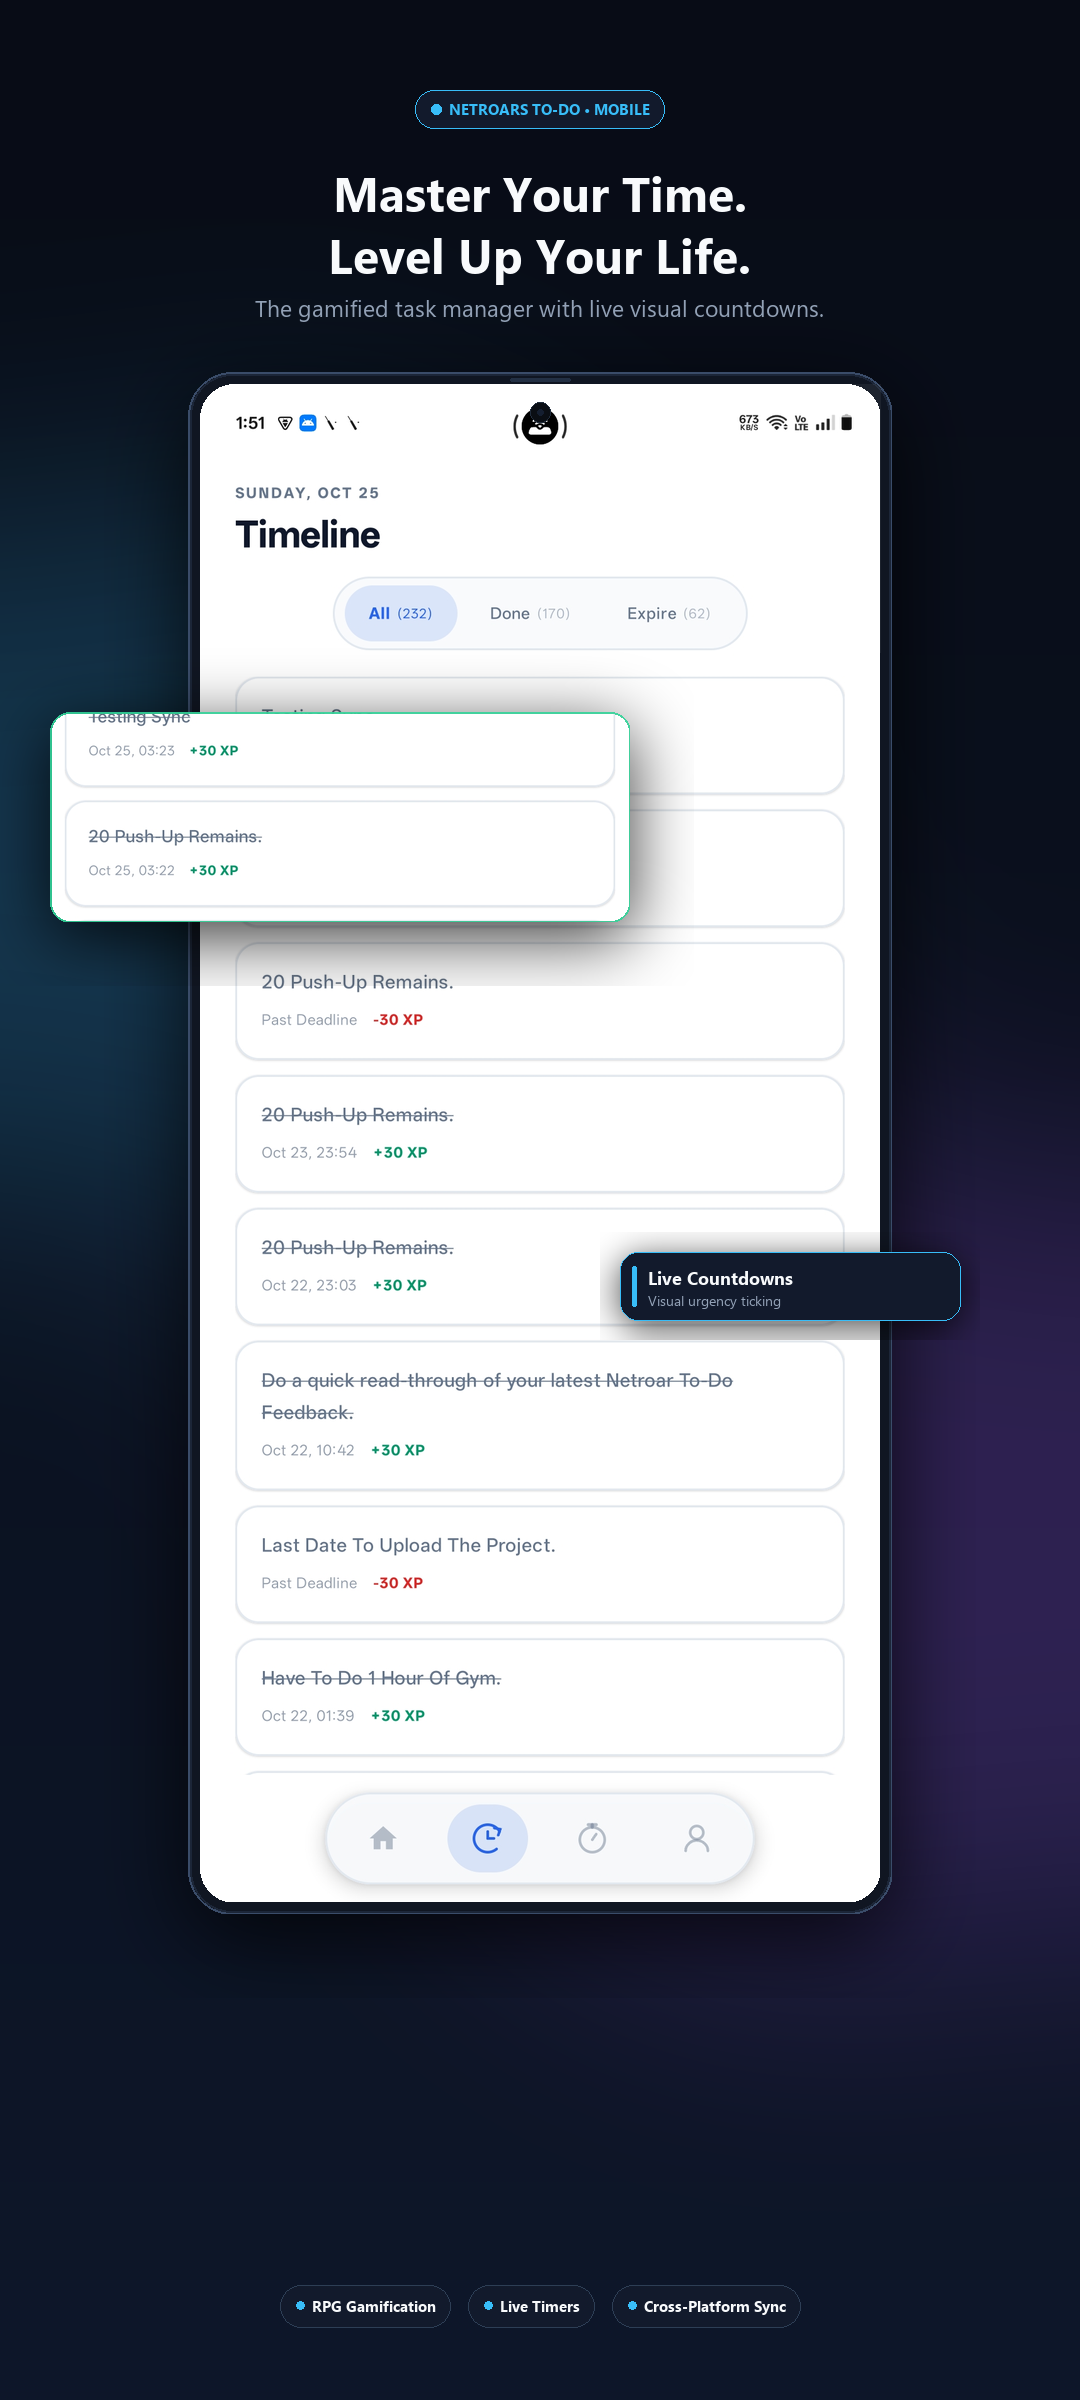 NETROARS TO-DO • MOBILE
Master Your Time.
Level Up Your Life.
The gamified task manager with live visual countdowns.
1:51
673 KB/S
Vo LTE
SUNDAY, OCT 25
Timeline
All (232)
Done (170)
Expire (62)
Testing Sync
Oct 25, 03:23 +30 XP
20 Push-Up Remains.
Oct 25, 03:22 +30 XP
20 Push-Up Remains.
Past Deadline -30 XP
20 Push-Up Remains.
Oct 23, 23:54 +30 XP
20 Push-Up Remains.
Oct 22, 23:03 +30 XP
Live Countdowns
Visual urgency ticking
Do a quick read-through of your latest Netroar To-Do
Feedback.
Oct 22, 10:42 +30 XP
Last Date To Upload The Project.
Past Deadline -30 XP
Have To Do 1 Hour Of Gym.
Oct 22, 01:39 +30 XP
RPG Gamification
Live Timers
Cross-Platform Sync